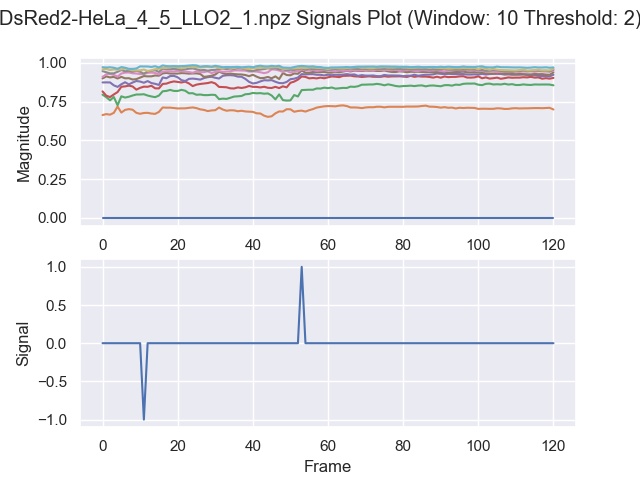 DsRed2-HeLa_4_5_LLO2_1.npz Signals Plot (Window: 10 Threshold: 2)
1.00
0.75
0.50
0.25
0.00
Magnitude
0 20 40 60 80 100 120
1.0
0.5
0.0
−0.5
−1.0
Signal
0 20 40 60 80 100 120
Frame